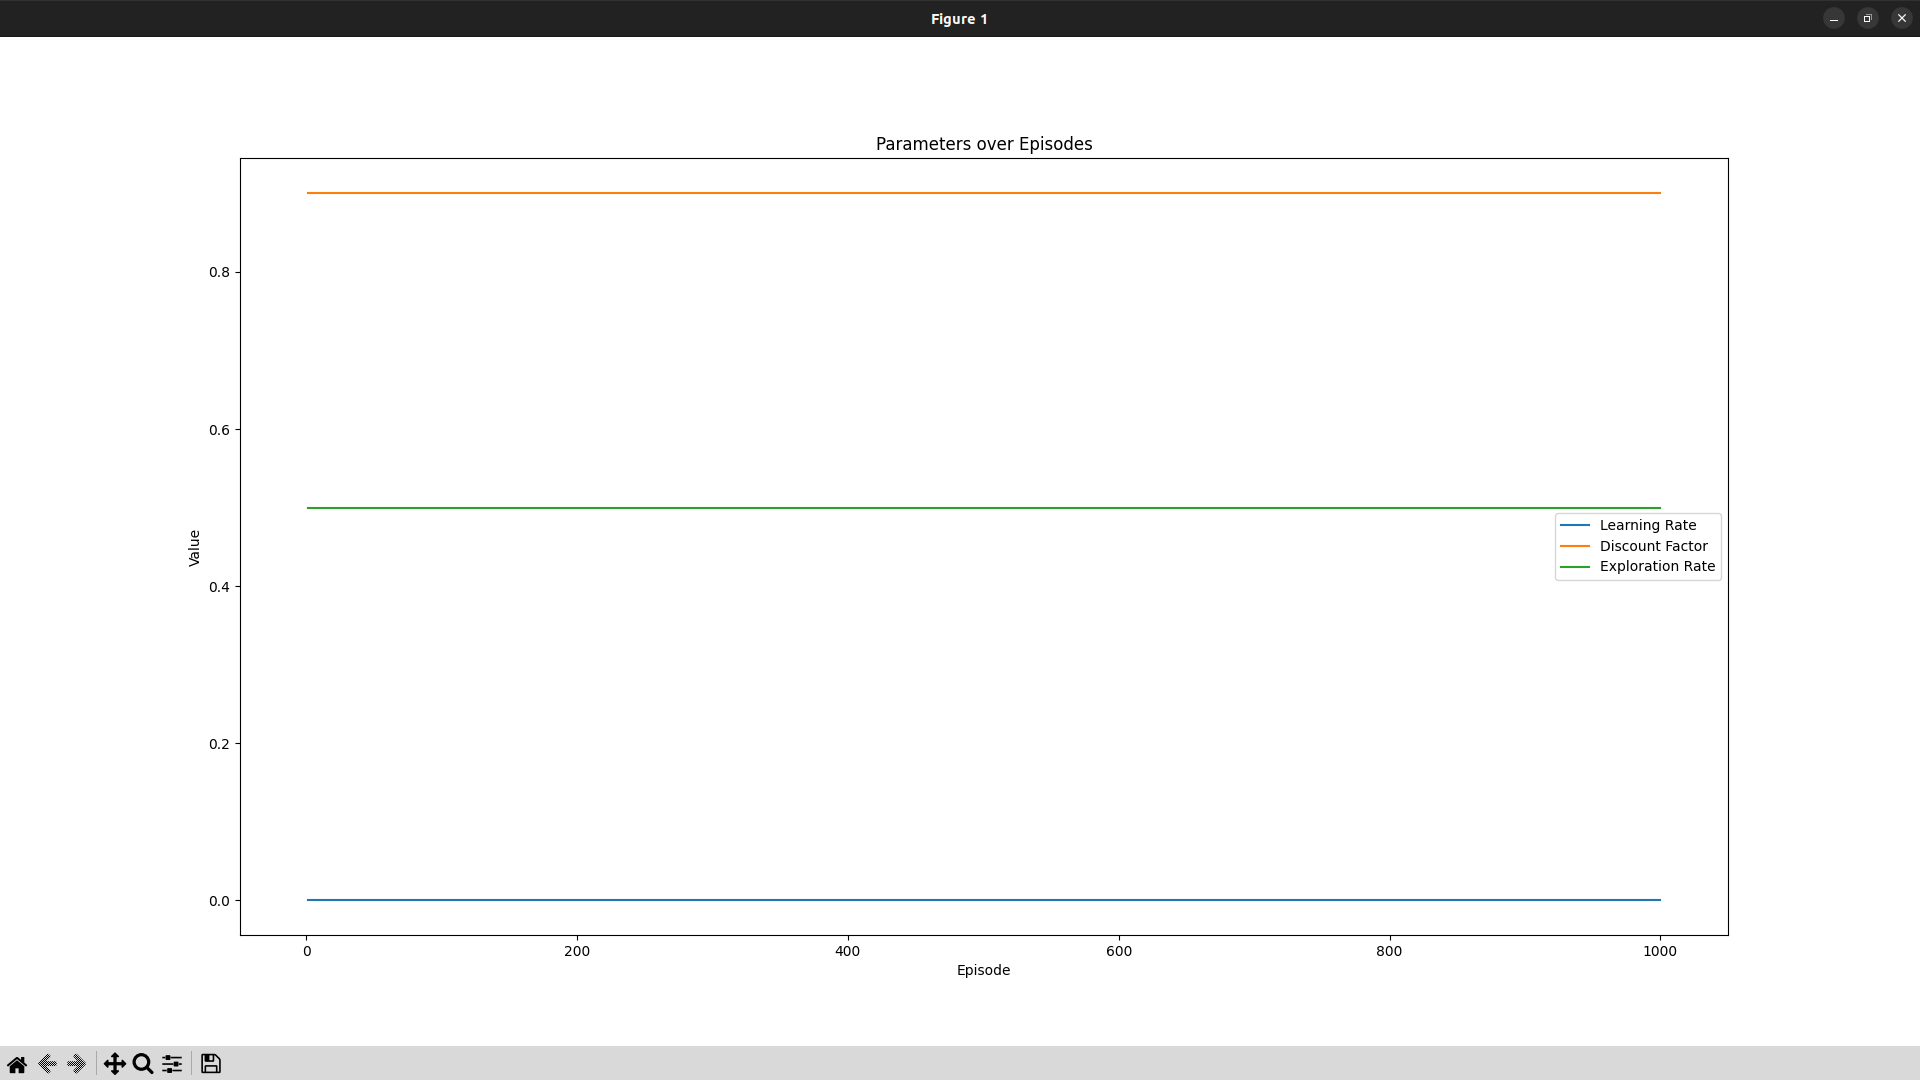 Figure 1
Parameters over Episodes
0.8
0.6
0.4
0.2
0.0
Value
Learning Rate
Discount Factor
Exploration Rate
0 200 400 600 800 1000
Episode